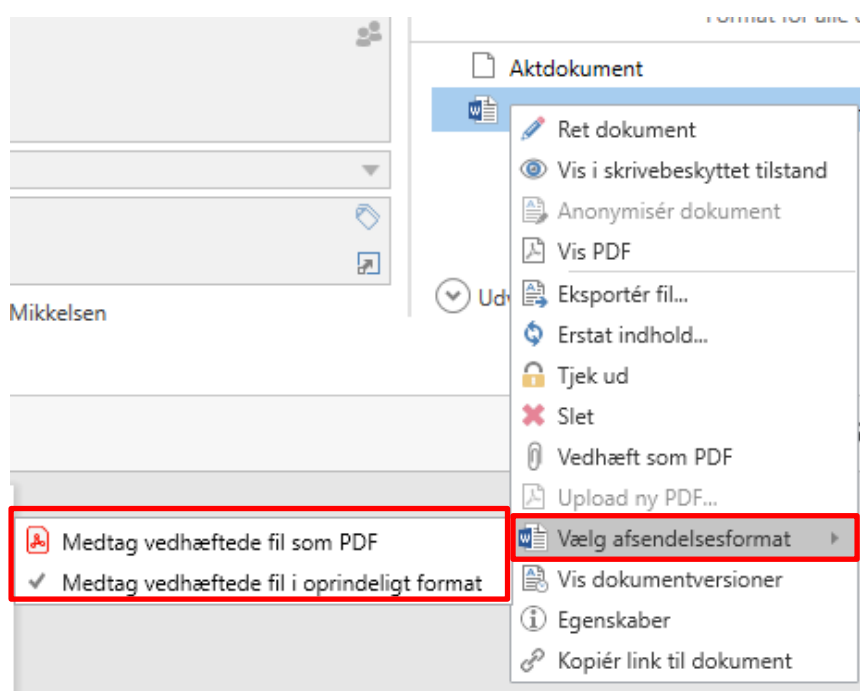 Format for alle
Aktdokument
Ret dokument
Vis i skrivebeskyttet tilstand
Anonymisér dokument
Vis PDF
Mikkelsen
Eksportér fil...
Erstat indhold...
Tjek ud
Slet
Vedhæft som PDF
Upload ny PDF...
Vælg afsendelsesformat
Medtag vedhæftede fil som PDF
Medtag vedhæftede fil i oprindeligt format
Vis dokumentversioner
Egenskaber
Kopiér link til dokument